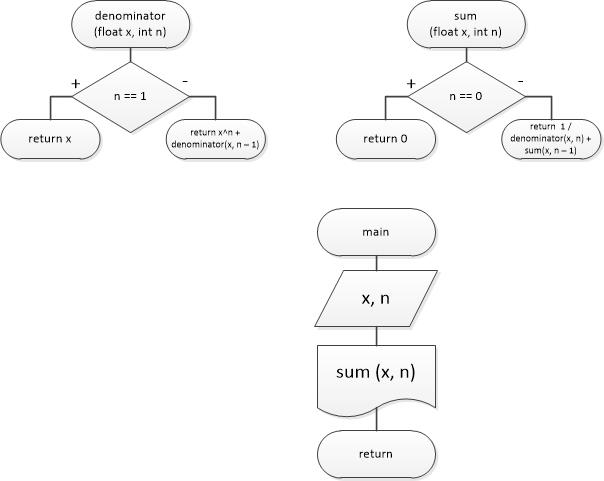 denominator
(float x, int n)
+
n == 1
-
return x
return x^n +
denominator(x, n – 1)
sum
(float x, int n)
+
n == 0
-
return 0
return 1 /
denominator(x, n) +
sum(x, n – 1)
main
x, n
sum (x, n)
return